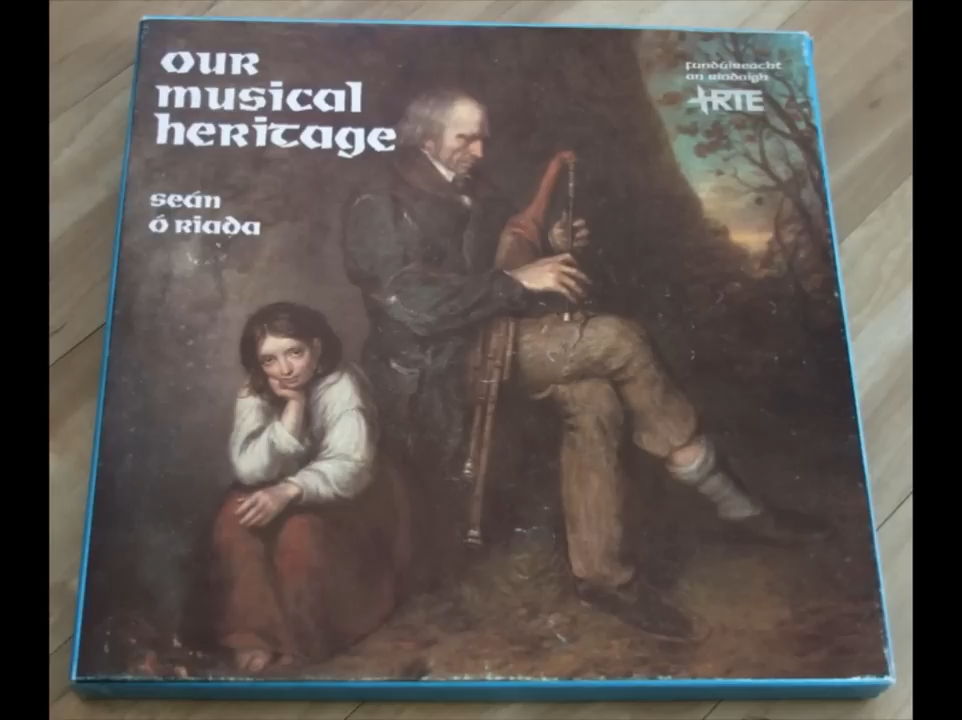 our
musical
heritage
seán
ó riada
fundúireacht
an riadaigh
RTE